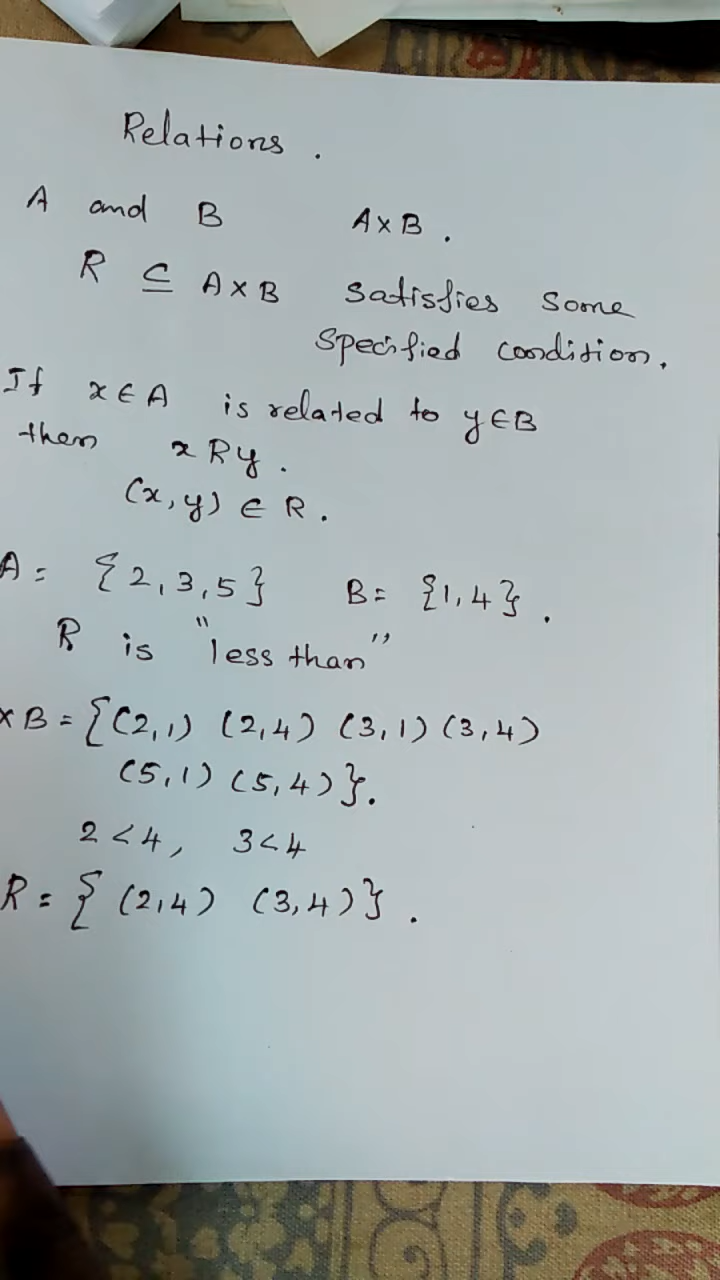 Relations.
A and B A×B.
R ⊆ A×B satisfies some
specified condition.
If x∈A is related to y∈B
then xRy.
(x,y) ∈ R.
A= {2,3,5} B= {1,4}.
R is "less than"
×B={(2,1) (2,4) (3,1) (3,4)
(5,1) (5,4)}.
2<4, 3<4
R={(2,4) (3,4)}.